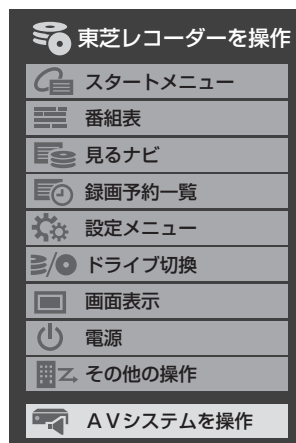 東芝レコーダーを操作
スタートメニュー
番組表
見るナビ
録画予約一覧
設定メニュー
ドライブ切換
画面表示
電源
その他の操作
AVシステムを操作